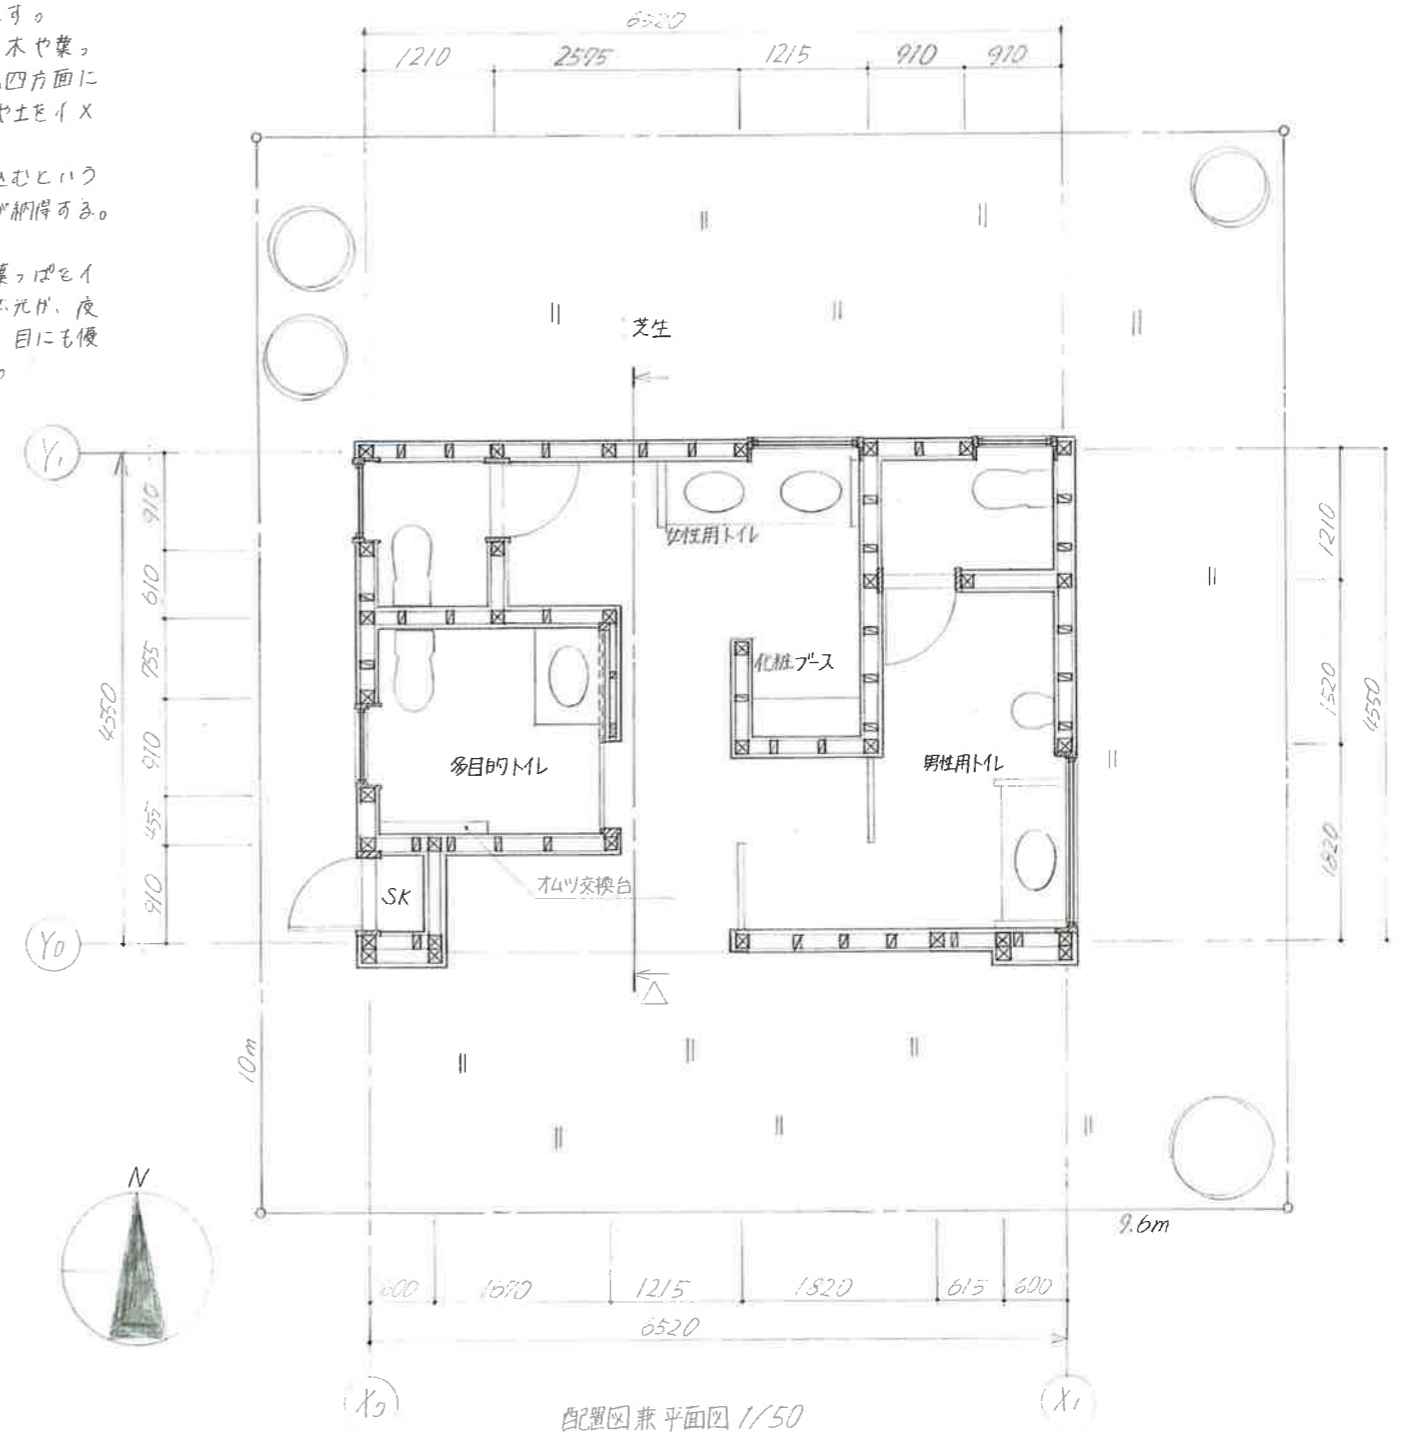 す。
木や葉っ
四方面に
や土をイメ
込むという
が納得する。
葉っぱをイ
光が、夜
目にも優
6520
1210 2575 1215 910 910
芝生
Y1
Y0
910
610
755
910
455
910
4550
女性用トイレ
化粧ブース
多目的トイレ
男性用トイレ
オムツ交換台
SK
1210
1520
1820
4550
10m
9.6m
N
600 1670 1215 1820 615 600
6520
X0
X1
配置図兼平面図 1/50